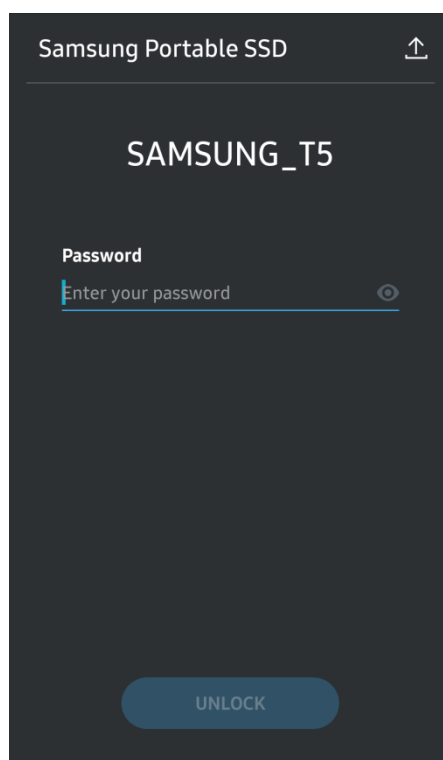 Samsung Portable SSD
SAMSUNG_T5
Password
Enter your password
UNLOCK